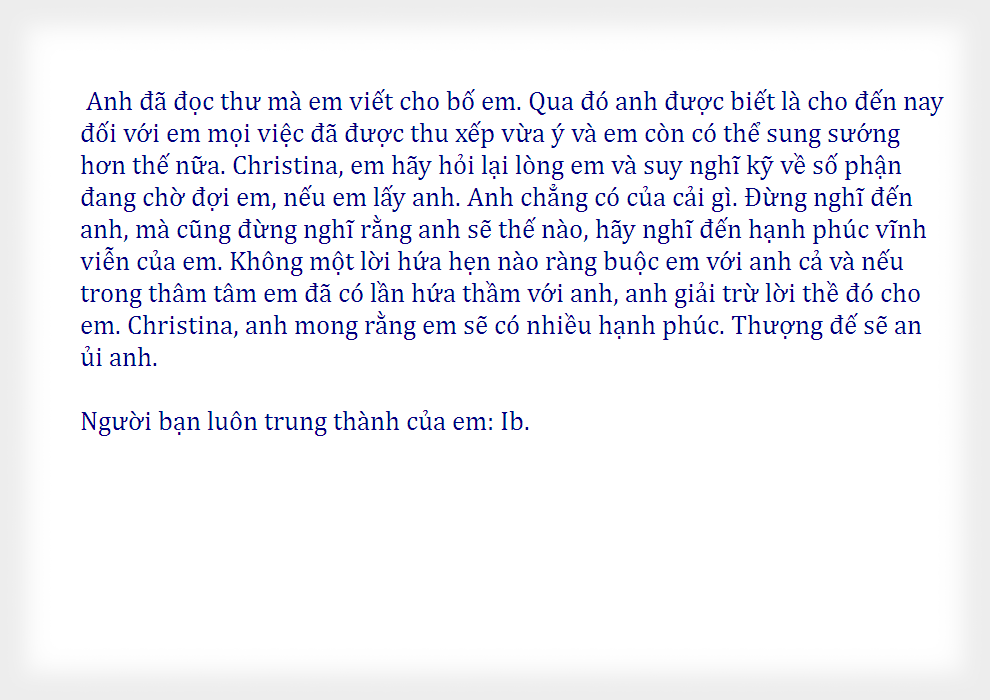 Anh đã đọc thư mà em viết cho bố em. Qua đó anh được biết là cho đến nay
đối với em mọi việc đã được thu xếp vừa ý và em còn có thể sung sướng
hơn thế nữa. Christina, em hãy hỏi lại lòng em và suy nghĩ kỹ về số phận
đang chờ đợi em, nếu em lấy anh. Anh chẳng có của cải gì. Đừng nghĩ đến
anh, mà cũng đừng nghĩ rằng anh sẽ thế nào, hãy nghĩ đến hạnh phúc vĩnh
viễn của em. Không một lời hứa hẹn nào ràng buộc em với anh cả và nếu
trong thâm tâm em đã có lần hứa thầm với anh, anh giải trừ lời thề đó cho
em. Christina, anh mong rằng em sẽ có nhiều hạnh phúc. Thượng đế sẽ an
ủi anh.
Người bạn luôn trung thành của em: Ib.